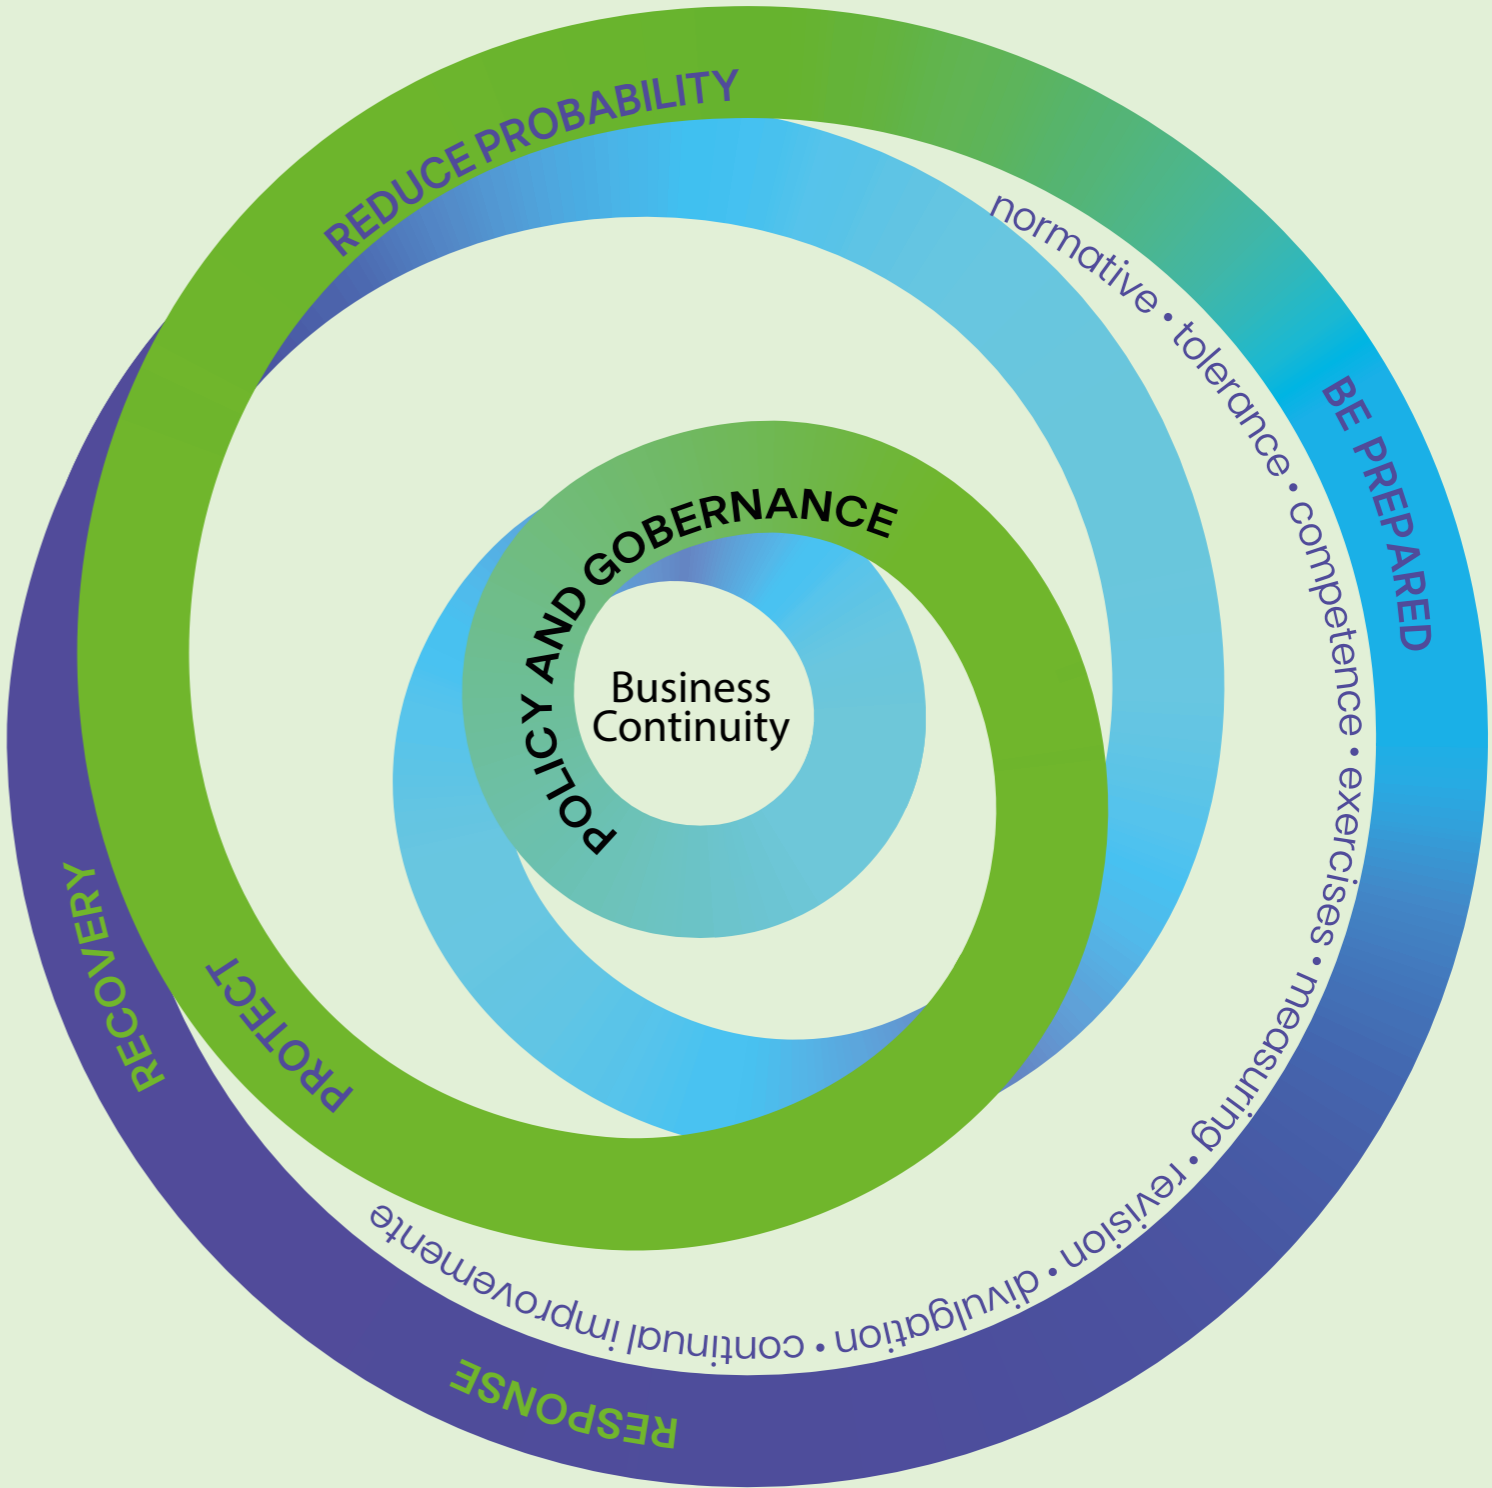 Business
Continuity
POLICY AND GOBERNANCE
PROTECT
REDUCE PROBABILITY
BE PREPARED
RESPONSE
RECOVERY
normative • tolerance • competence • exercises • measuring • revision • divulgation • continual improvemente